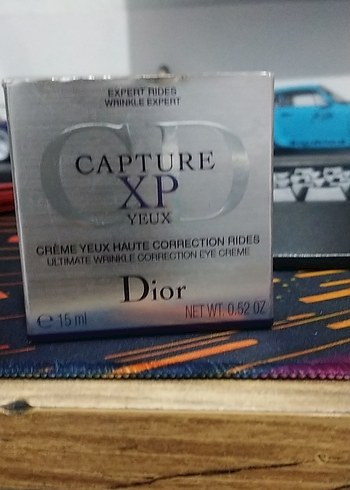 EXPERT RIDES
WRINKLE EXPERT
CD
CAPTURE
XP
YEUX
CRÈME YEUX HAUTE CORRECTION RIDES
ULTIMATE WRINKLE CORRECTION EYE CREME
Dior
℮ 15 ml NET WT. 0.52 OZ